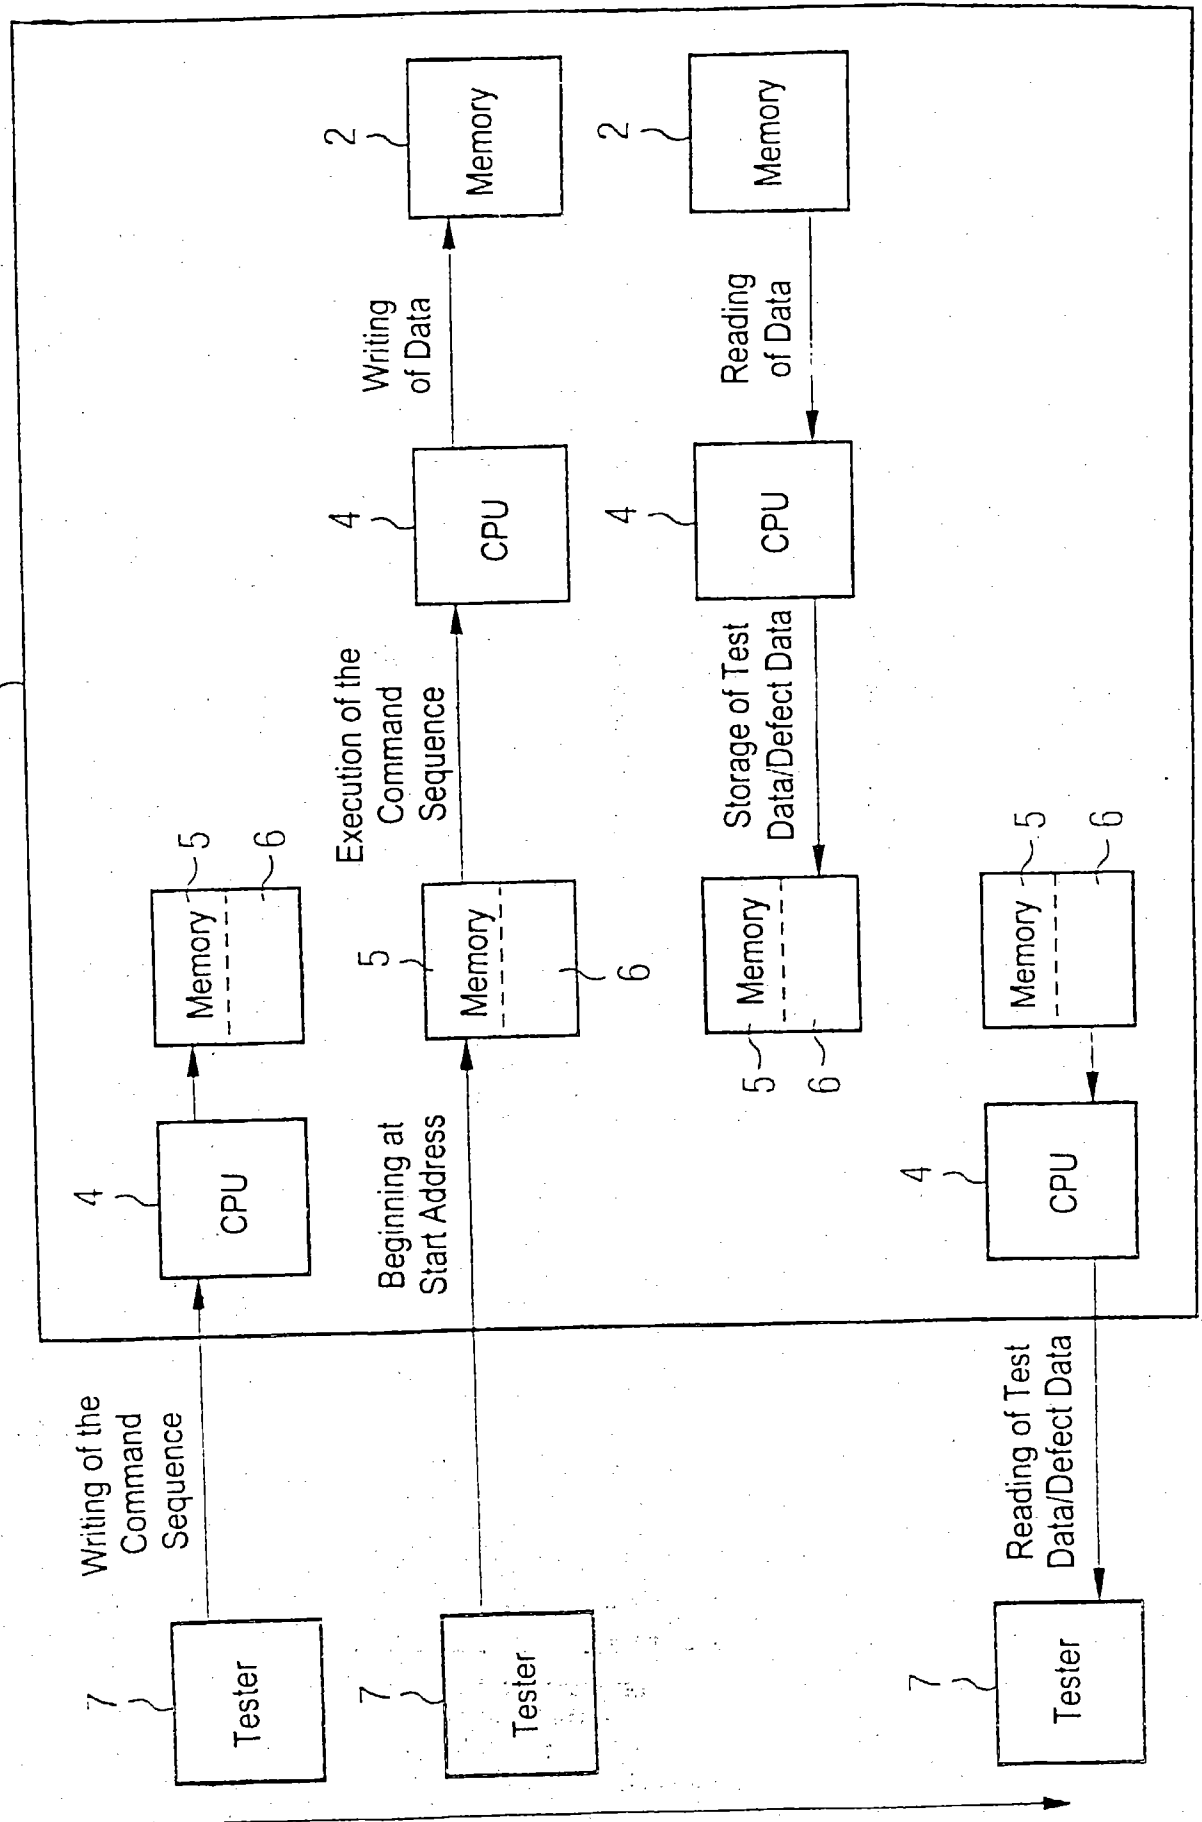 7
Tester
Writing of the
Command
Sequence
4
CPU
Memory
5
6
7
Tester
Beginning at
Start Address
5
Memory
6
Execution of the
Command
Sequence
4
CPU
Writing
of Data
2
Memory
2
Memory
Reading
of Data
4
CPU
Storage of Test
Data/Defect Data
Memory
5
6
Memory
5
6
4
CPU
Reading of Test
Data/Defect Data
7
Tester